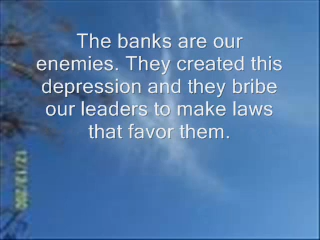 The banks are our
enemies. They created this
depression and they bribe
our leaders to make laws
that favor them.